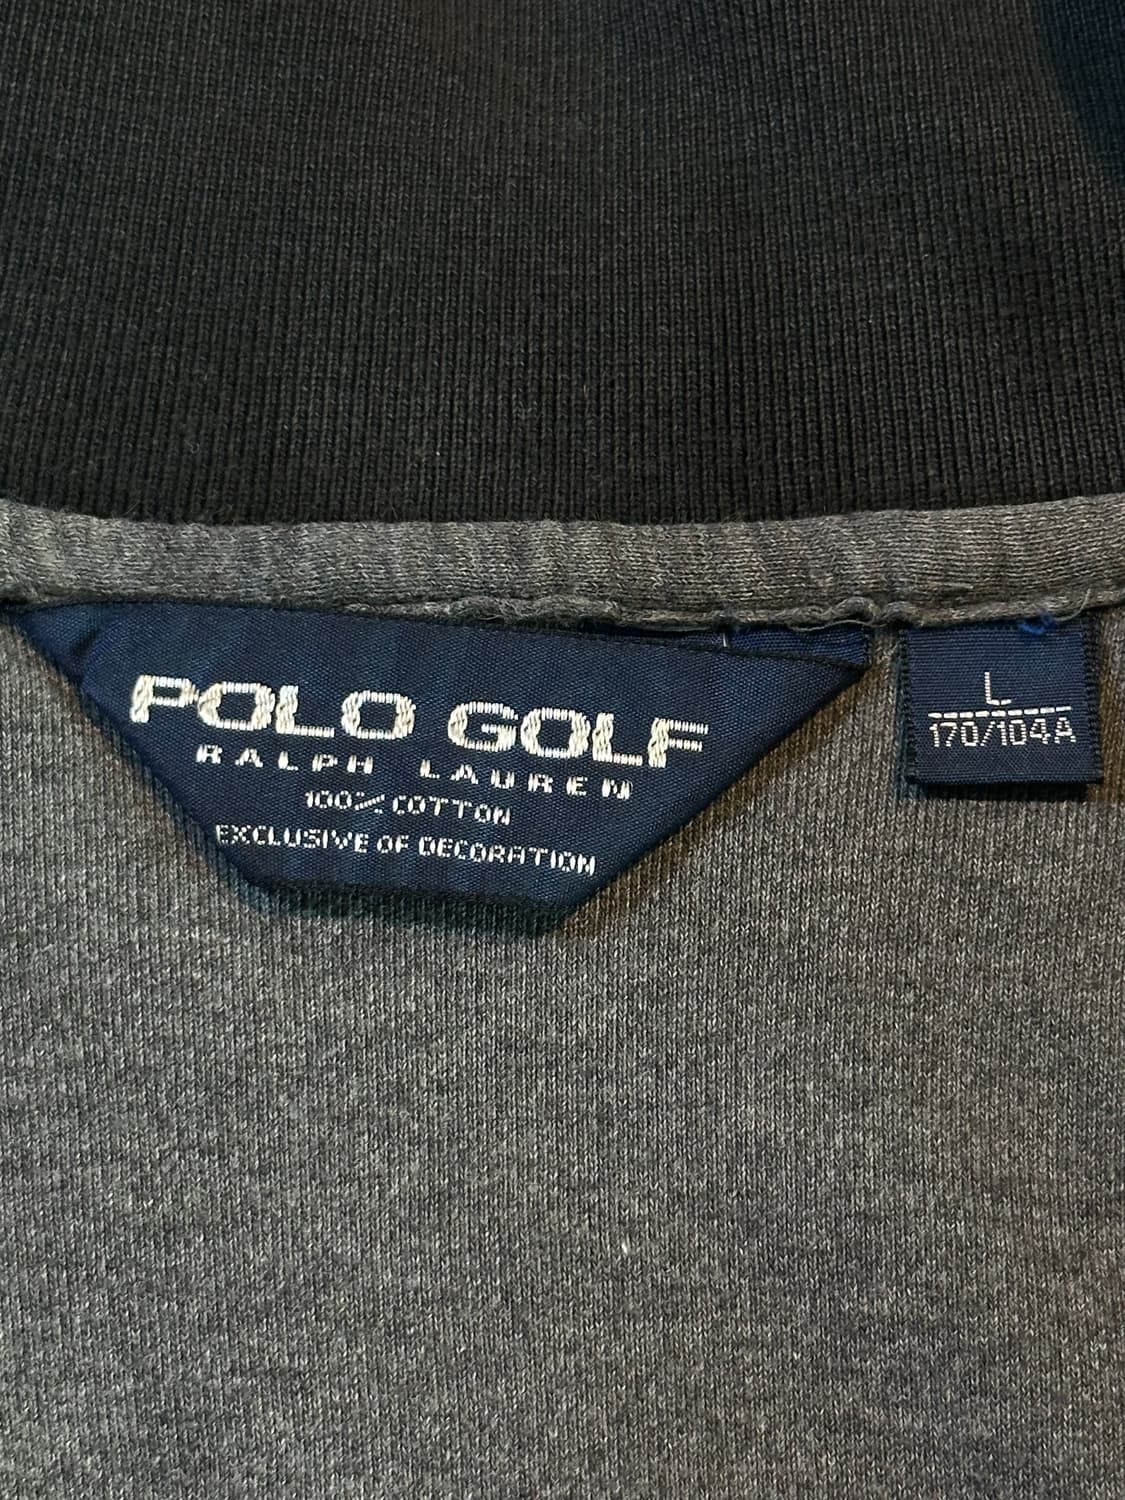 POLO GOLF
RALPH LAUREN
100% COTTON
EXCLUSIVE OF DECORATION
L
170/104A